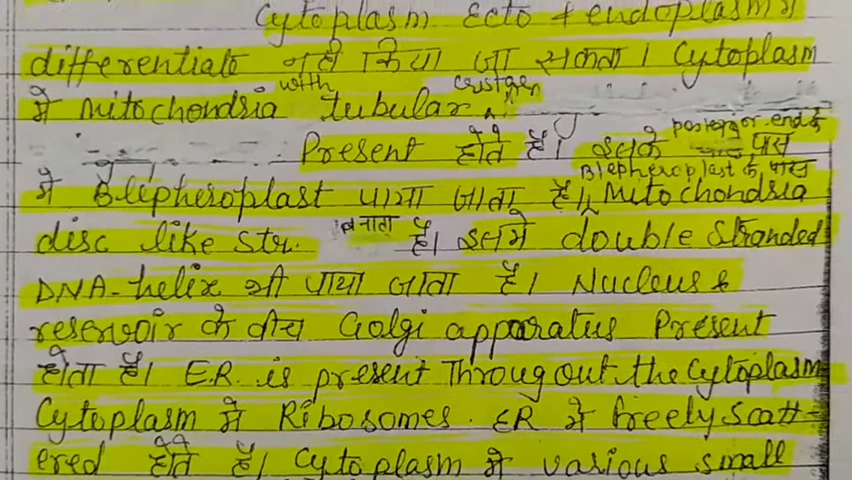 Cytoplasm Ecto & endoplasm में
differentiate नही किया जा सकता। Cytoplasm
with cristae
मे mitochondria tubular
posterior end के
Present होते हैं। इसके पास
Blepheroplast के पास
में Blipheroplast पाया जाता है। Mitochondria
disc like Str. बनाता है। इसमे double Stranded
DNA-helix भी पाया जाता है। Nucleus &
reservoir के बीच Golgi apparatus Present
होता है। E.R. is present Througout the Cytoplasm
Cytoplasm मे Ribosomes. ER मे freely Scatt-
ered होते है। Cytoplasm मे various small